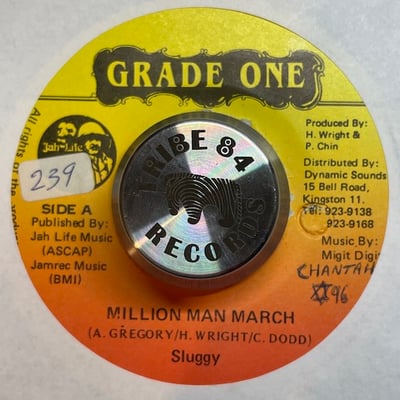 GRADE ONE
All rights of the produc
Jah-Life
239
SIDE A
Published By:
Jah Life Music
(ASCAP)
Jamrec Music
(BMI)
TRIBE 84
RECORDS
Produced By:
H. Wright &
P. Chin
Distributed By:
Dynamic Sounds
15 Bell Road,
Kingston 11.
Tel: 923-9138
923-9168
Music By:
Migit Digit
CHANTAH
96
MILLION MAN MARCH
(A. GREGORY/H. WRIGHT/C. DODD)
Sluggy